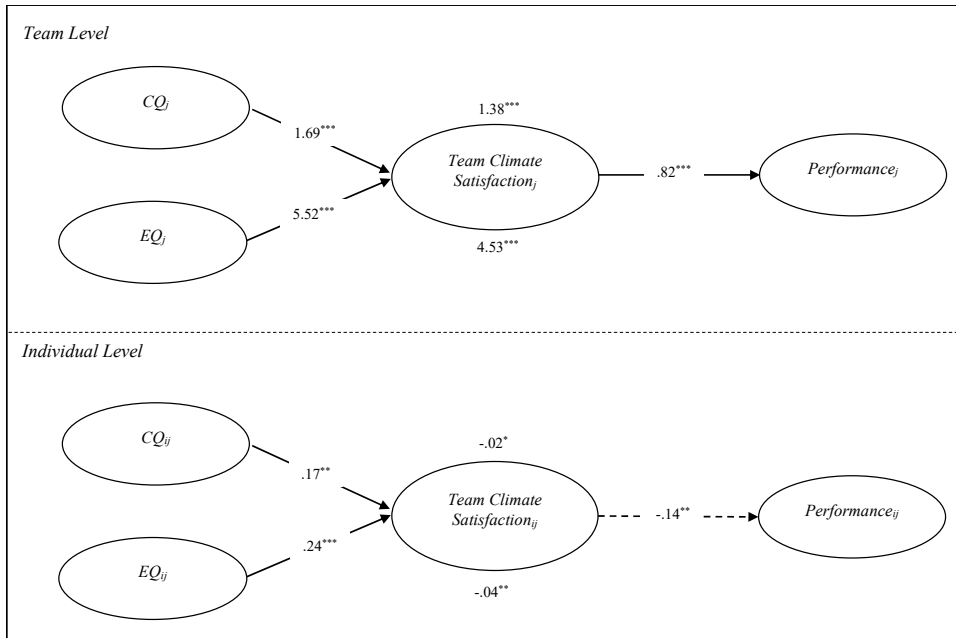 Team Level
CQj
1.38***
1.69***
Team Climate
Satisfactionj
.82***
Performancej
5.52***
EQj
4.53***
Individual Level
CQij
-.02*
.17**
Team Climate
Satisfactionij
-.14**
Performanceij
.24***
EQij
-.04**